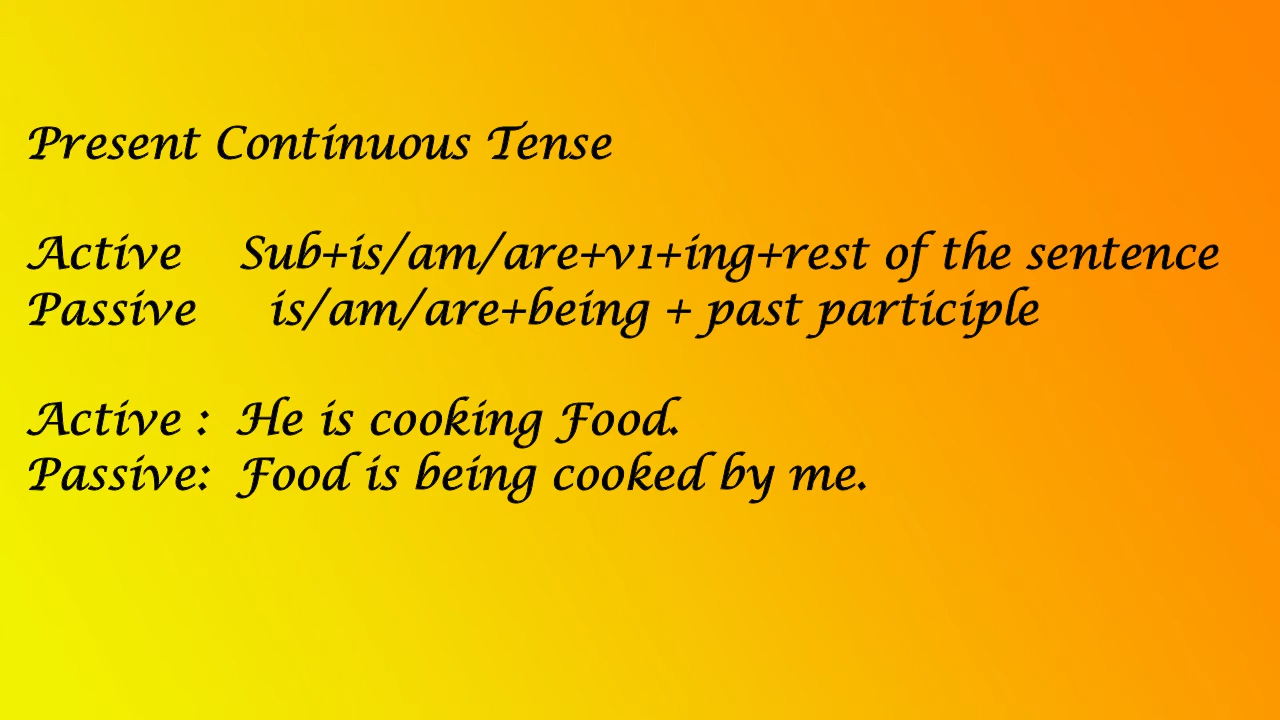 Present Continuous Tense
Active Sub+is/am/are+v1+ing+rest of the sentence
Passive is/am/are+being + past participle
Active : He is cooking Food.
Passive: Food is being cooked by me.